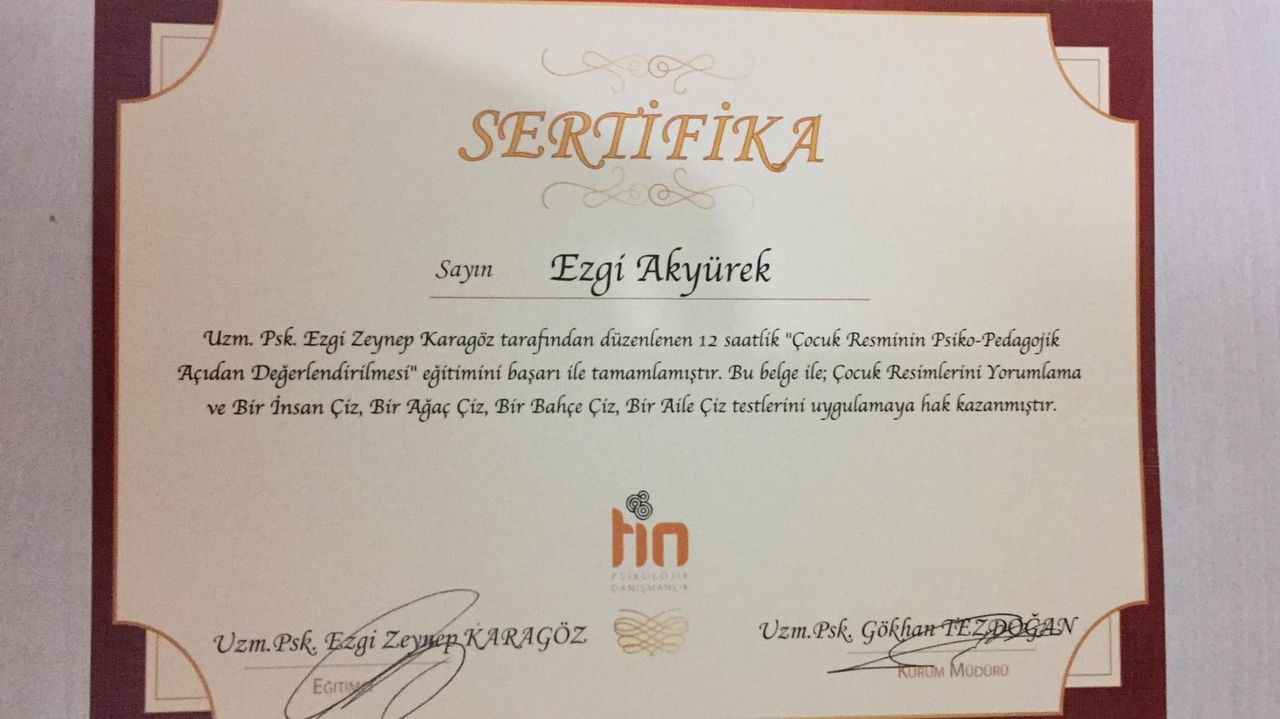 SERTİFİKA
Sayın Ezgi Akyürek
Uzm. Psk. Ezgi Zeynep Karagöz tarafından düzenlenen 12 saatlik "Çocuk Resminin Psiko-Pedagojik
Açıdan Değerlendirilmesi" eğitimini başarı ile tamamlamıştır. Bu belge ile; Çocuk Resimlerini Yorumlama
ve Bir İnsan Çiz, Bir Ağaç Çiz, Bir Bahçe Çiz, Bir Aile Çiz testlerini uygulamaya hak kazanmıştır.
tin
PSİKOLOJİK
DANIŞMANLIK
Uzm.Psk. Ezgi Zeynep KARAGÖZ
EĞİTİMCİ
Uzm.Psk. Gökhan TEZDOĞAN
KURUM MÜDÜRÜ